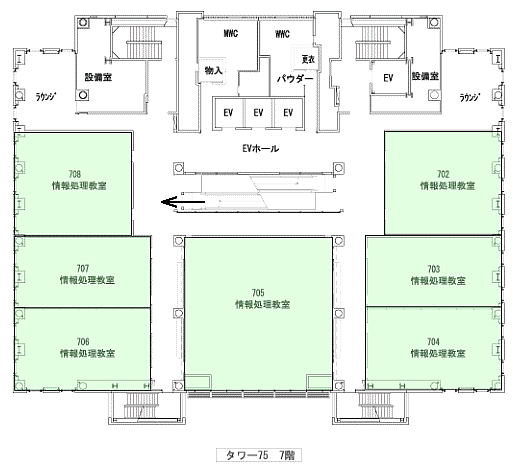 WWC
WWC
設備室
物入
更衣
パウダー
EV
設備室
ラウンジ
ラウンジ
EV
EV
EV
EVホール
708
情報処理教室
702
情報処理教室
707
情報処理教室
703
情報処理教室
705
情報処理教室
706
情報処理教室
704
情報処理教室
タワー75 7階